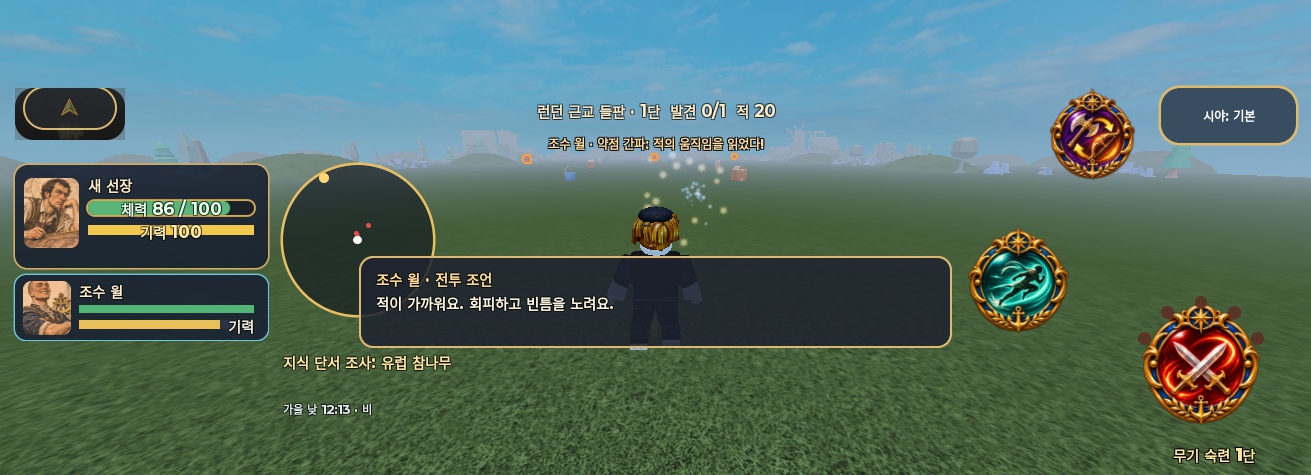 런던 근교 들판 · 1단 발견 0/1 적 20
시야: 기본
조수 윌 · 약점 간파: 적의 움직임을 읽었다!
새 선장
체력 86 / 100
기력 100
조수 윌
기력
조수 윌 · 전투 조언
적이 가까워요. 회피하고 빈틈을 노려요.
지식 단서 조사: 유럽 참나무
가을 낮 12:13 · 비
무기 숙련 1단